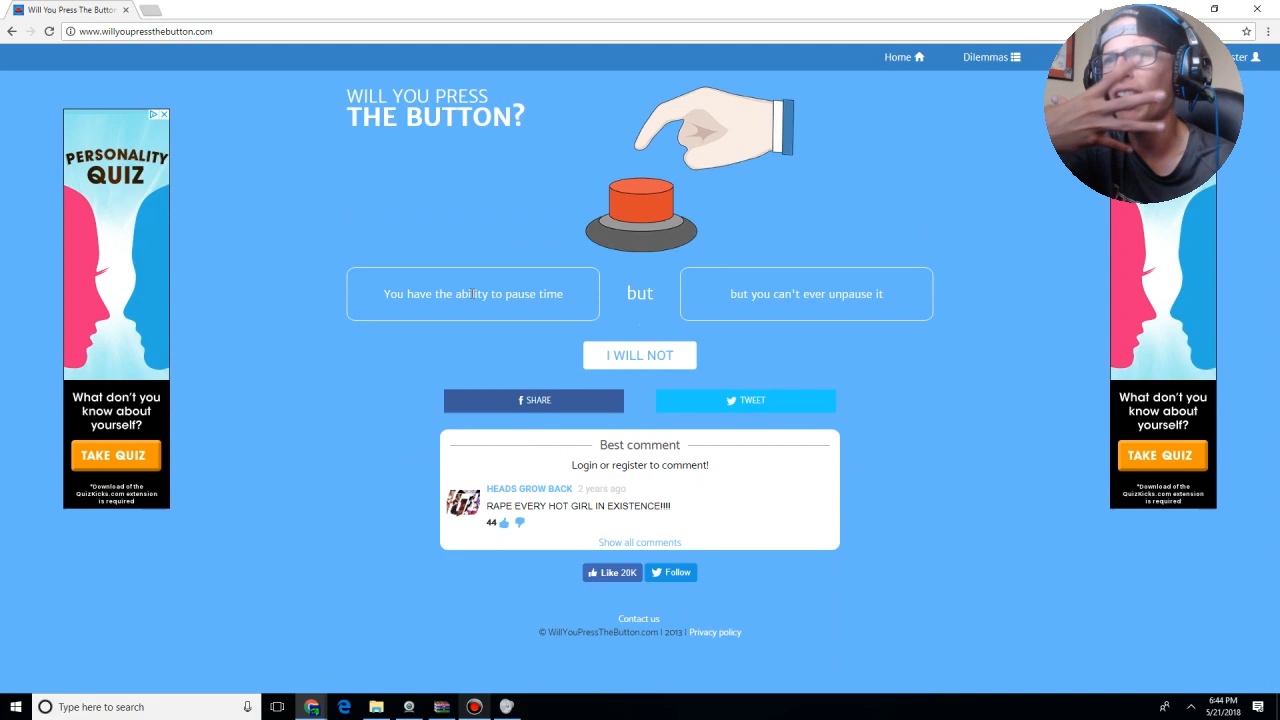 Will You Press The Butto
www.willyoupressthebutton.com
Home
Dilemmas
ster
WILL YOU PRESS
THE BUTTON?
PERSONALITY
QUIZ
What don't you
know about
yourself?
TAKE QUIZ
*Download of the
QuizKicks.com extension
is required
You have the ability to pause time
but
but you can't ever unpause it
I WILL NOT
SHARE
TWEET
Best comment
Login or register to comment!
HEADS GROW BACK 2 years ago
RAPE EVERY HOT GIRL IN EXISTENCE!!!!
44
Show all comments
Like 20K
Follow
What don't you
know about
yourself?
TAKE QUIZ
*Download of the
QuizKicks.com extension
is required
Contact us
© WillYouPressTheButton.com | 2013 | Privacy policy
Type here to search
6:44 PM
5/21/2018